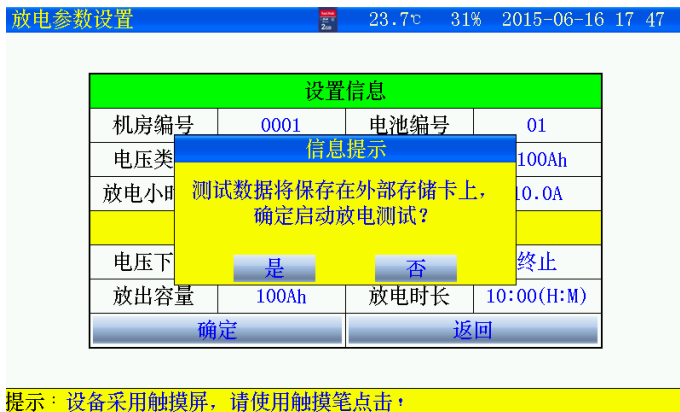 放电参数设置 23.7℃ 31% 2015-06-16 17 47
设置信息
机房编号 0001 电池编号 01
信息提示
电压类 100Ah
放电小时 10.0A
测试数据将保存在外部存储卡上，
确定启动放电测试？
电压下 终止
是 否
放出容量 100Ah 放电时长 10:00(H:M)
确定 返回
提示：设备采用触摸屏，请使用触摸笔点击！